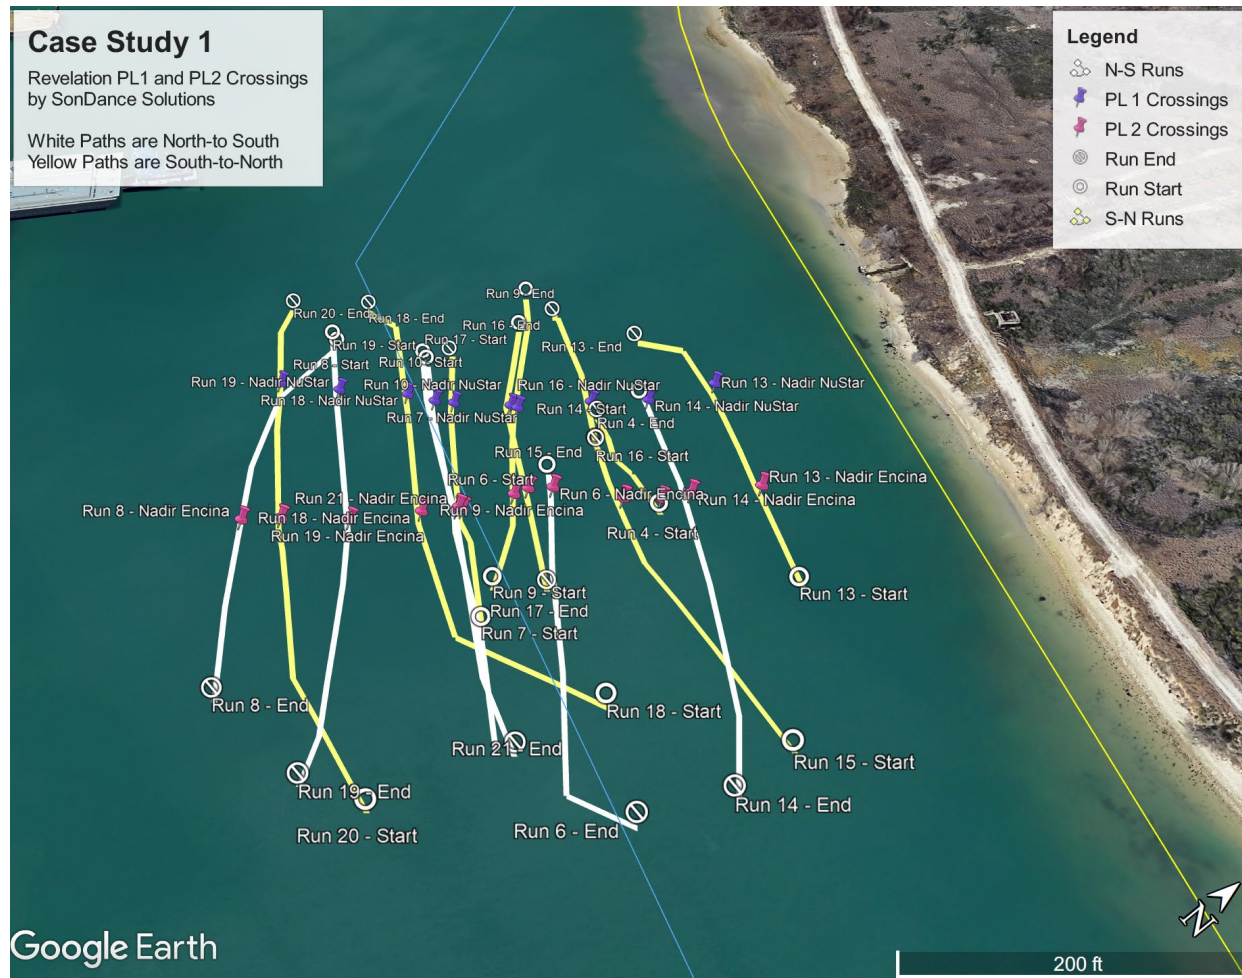 Case Study 1
Revelation PL1 and PL2 Crossings
by SonDance Solutions
White Paths are North-to South
Yellow Paths are South-to-North
Legend
N-S Runs
PL 1 Crossings
PL 2 Crossings
Run End
Run Start
S-N Runs
Run 9 - End
Run 20 - End
Run 18 - End
Run 16 - End
Run 19 - Start
Run 17 - Start
Run 13 - End
Run 8 - Start
Run 10 - Start
Run 19 - Nadir NuStar
Run 10 - Nadir NuStar
Run 16 - Nadir NuStar
Run 13 - Nadir NuStar
Run 18 - Nadir NuStar
Run 14 - Start
Run 14 - Nadir NuStar
Run 7 - Nadir NuStar
Run 4 - End
Run 15 - End
Run 16 - Start
Run 6 - Start
Run 13 - Nadir Encina
Run 21 - Nadir Encina
Run 6 - Nadir Encina
Run 14 - Nadir Encina
Run 8 - Nadir Encina
Run 18 - Nadir Encina
Run 9 - Nadir Encina
Run 19 - Nadir Encina
Run 4 - Start
Run 9 - Start
Run 13 - Start
Run 17 - End
Run 7 - Start
Run 8 - End
Run 18 - Start
Run 21 - End
Run 15 - Start
Run 19 - End
Run 14 - End
Run 20 - Start
Run 6 - End
N
Google Earth
200 ft